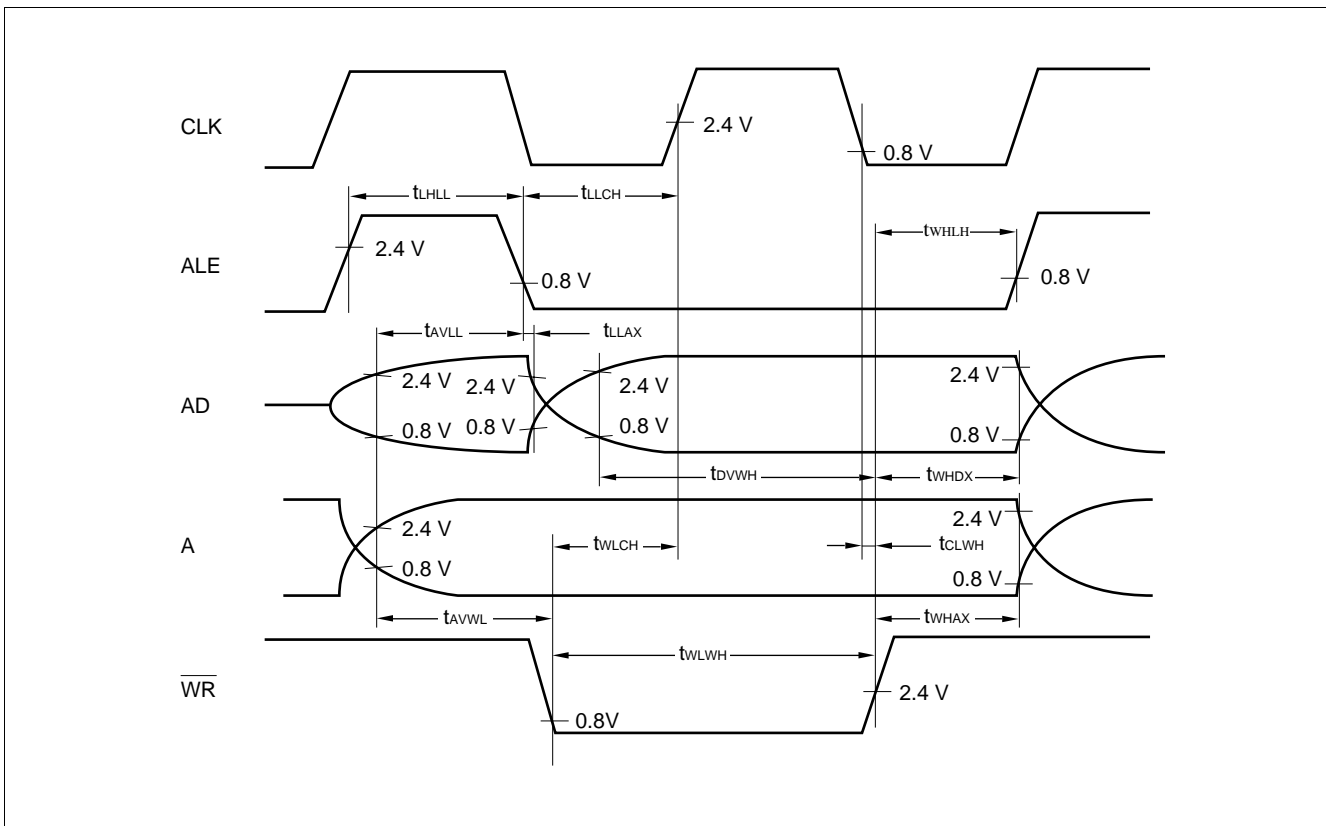 CLK
2.4 V
0.8 V
tLHLL
tLLCH
tWHLH
ALE
2.4 V
0.8 V
0.8 V
tAVLL
tLLAX
AD
2.4 V
2.4 V
2.4 V
2.4 V
0.8 V
0.8 V
0.8 V
0.8 V
tDVWH
tWHDX
A
2.4 V
2.4 V
tWLCH
tCLWH
0.8 V
0.8 V
tAVWL
tWHAX
tWLWH
WR
2.4 V
0.8V